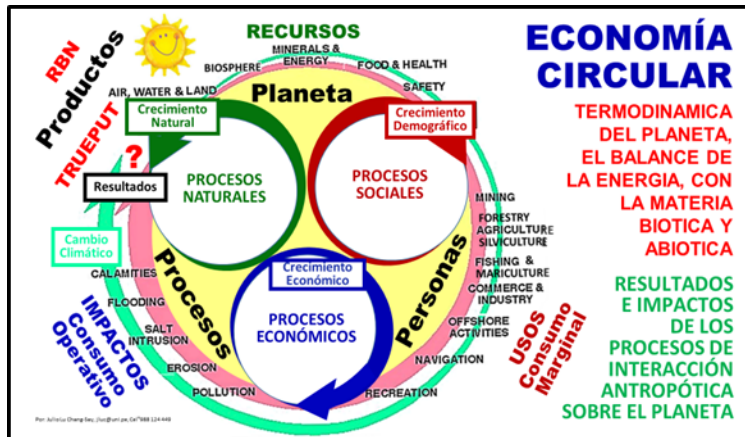 RECURSOS
MINERALS &
ENERGY
BIOSPHERE
FOOD & HEALTH
AIR, WATER & LAND
SAFETY
RBN
Productos
TRUEPUT
?
Planeta
Crecimiento
Natural
Crecimiento
Demográfico
Resultados
PROCESOS
NATURALES
PROCESOS
SOCIALES
Cambio
Climático
Crecimiento
Económico
PROCESOS
ECONÓMICOS
Procesos
Personas
MINING
FORESTRY
AGRICULTURE
SILVICULTURE
FISHING &
MARICULTURE
COMMERCE &
INDUSTRY
OFFSHORE
ACTIVITIES
NAVIGATION
RECREATION
CALAMITIES
FLOODING
SALT
INTRUSION
EROSION
POLLUTION
IMPACTOS
Consumo
Operativo
USOS
Consumo
Marginal
ECONOMÍA
CIRCULAR
TERMODINAMICA
DEL PLANETA,
EL BALANCE DE
LA ENERGIA, CON
LA MATERIA
BIOTICA Y
ABIOTICA
RESULTADOS
E IMPACTOS
DE LOS
PROCESOS DE
INTERACCIÓN
ANTROPÓTICA
SOBRE EL PLANETA